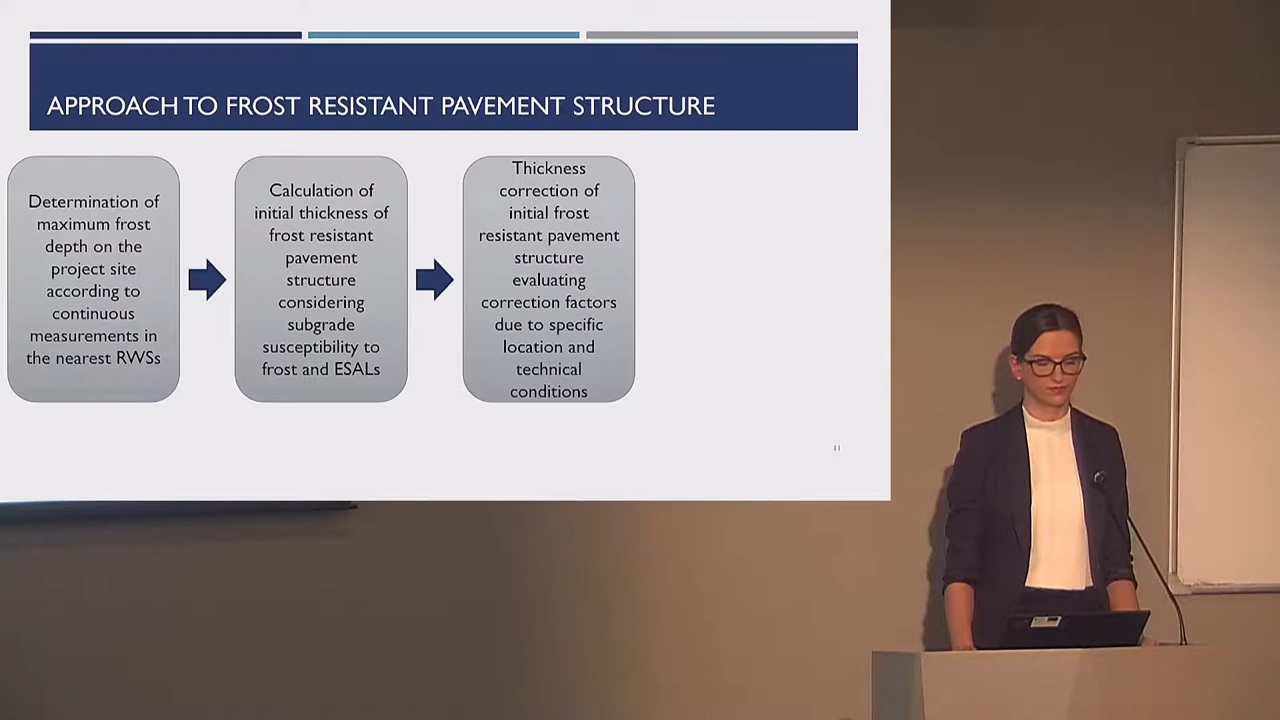 APPROACH TO FROST RESISTANT PAVEMENT STRUCTURE
Determination of
maximum frost
depth on the
project site
according to
continuous
measurements in
the nearest RWSs
Calculation of
initial thickness of
frost resistant
pavement
structure
considering
subgrade
susceptibility to
frost and ESALs
Thickness
correction of
initial frost
resistant pavement
structure
evaluating
correction factors
due to specific
location and
technical
conditions
11